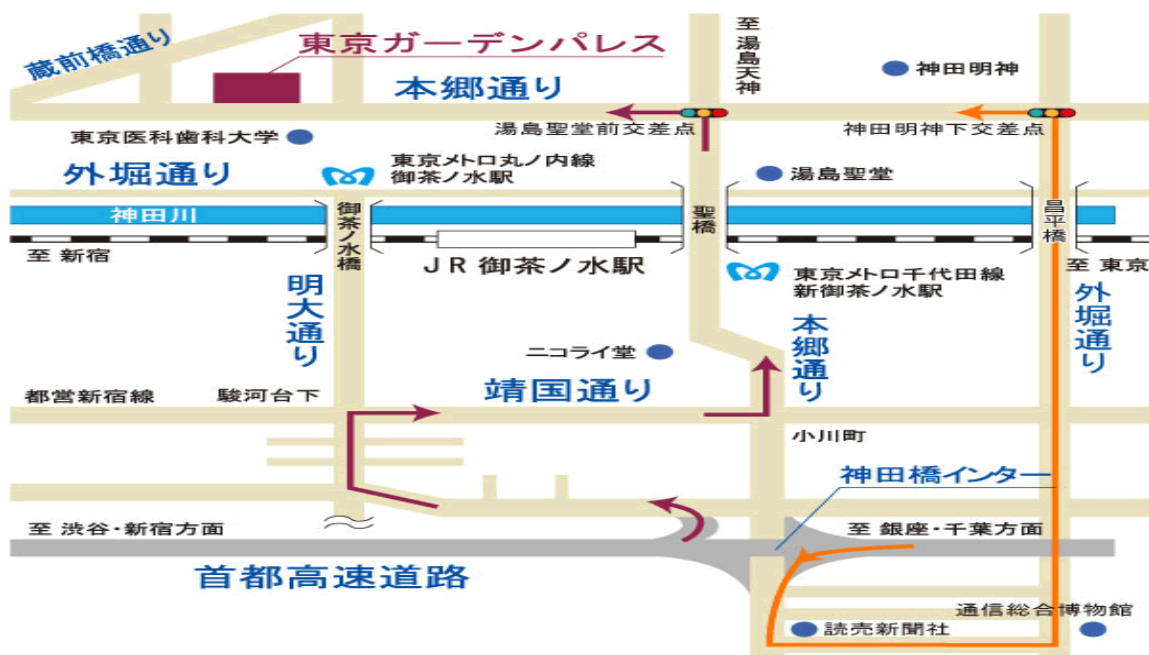 蔵前橋通り
東京ガーデンパレス
至 湯島天神
神田明神
本郷通り
湯島聖堂前交差点
神田明神下交差点
東京医科歯科大学
外堀通り
東京メトロ丸ノ内線
御茶ノ水駅
湯島聖堂
神田川
御茶ノ水橋
聖橋
昌平橋
至 新宿
JR 御茶ノ水駅
至 東京
東京メトロ千代田線
新御茶ノ水駅
明大通り
本郷通り
外堀通り
ニコライ堂
靖国通り
都営新宿線
駿河台下
小川町
神田橋インター
至 渋谷・新宿方面
至 銀座・千葉方面
首都高速道路
通信総合博物館
読売新聞社